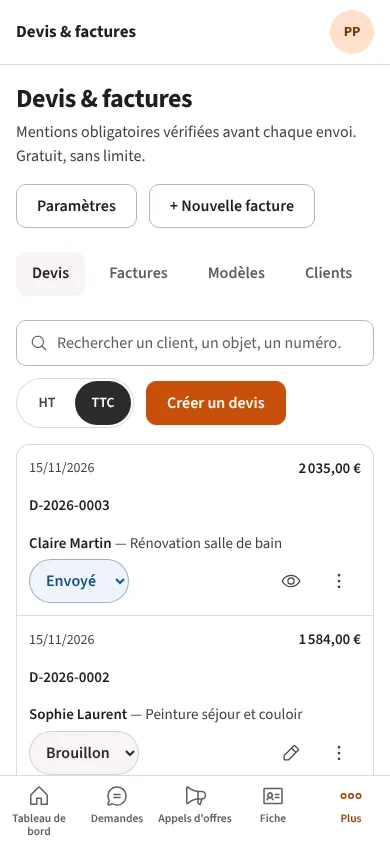 Devis & factures
PP
Devis & factures
Mentions obligatoires vérifiées avant chaque envoi.
Gratuit, sans limite.
Paramètres
+ Nouvelle facture
Devis
Factures
Modèles
Clients
Rechercher un client, un objet, un numéro.
HT
TTC
Créer un devis
15/11/2026
2 035,00 €
D-2026-0003
Claire Martin — Rénovation salle de bain
Envoyé
15/11/2026
1 584,00 €
D-2026-0002
Sophie Laurent — Peinture séjour et couloir
Brouillon
Tableau de
bord
Demandes
Appels d'offres
Fiche
Plus